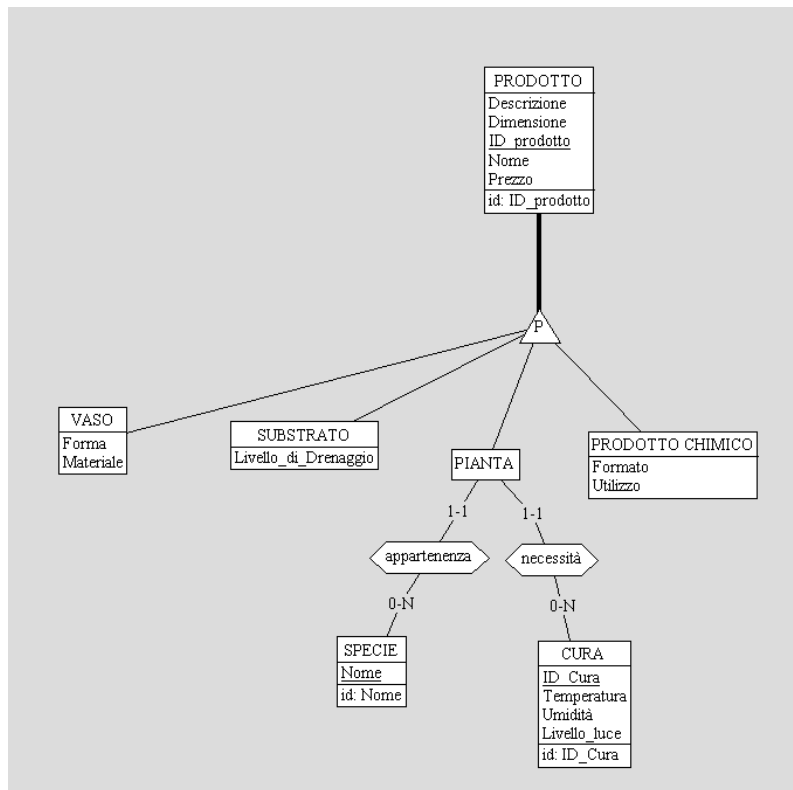 PRODOTTO
Descrizione
Dimensione
ID_prodotto
Nome
Prezzo
id: ID_prodotto
P
VASO
Forma
Materiale
SUBSTRATO
Livello_di_Drenaggio
PIANTA
PRODOTTO CHIMICO
Formato
Utilizzo
1-1
1-1
appartenenza
necessità
0-N
0-N
SPECIE
Nome
id: Nome
CURA
ID_Cura
Temperatura
Umidità
Livello_luce
id: ID_Cura